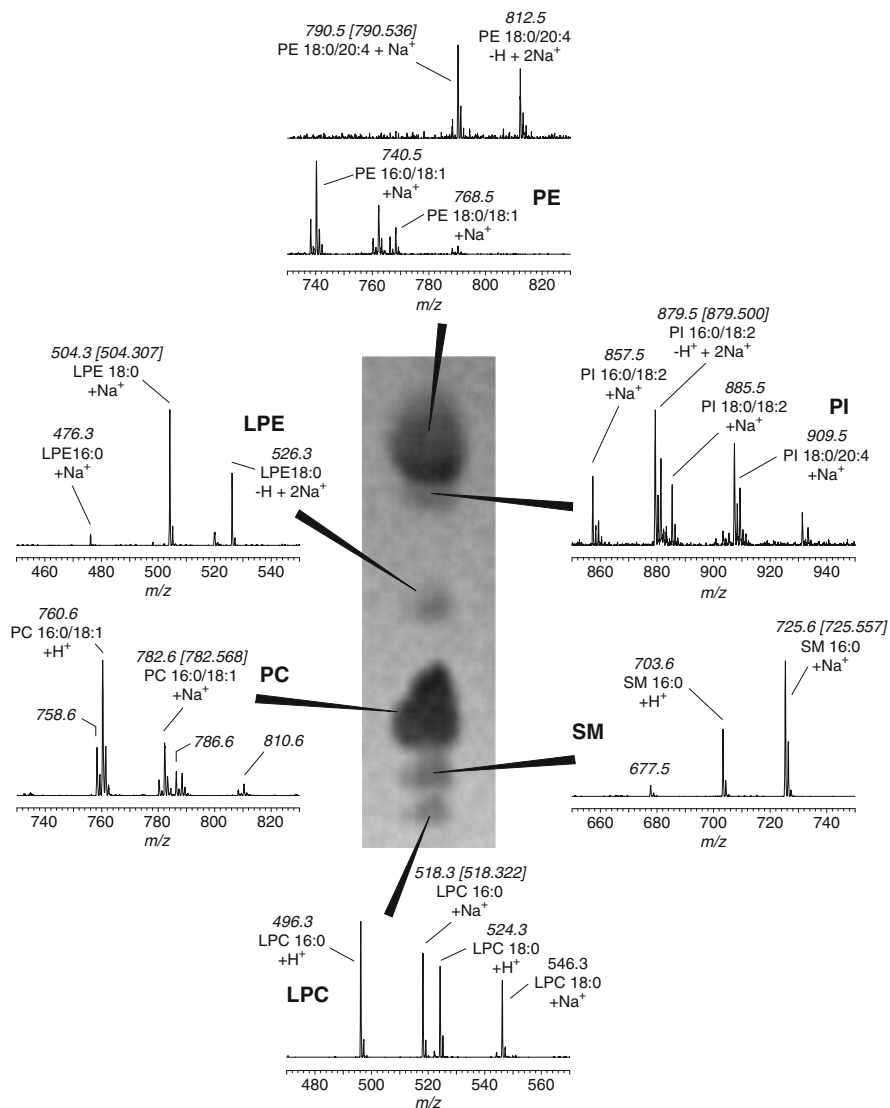 790.5 [790.536]
PE 18:0/20:4 + Na⁺
812.5
PE 18:0/20:4
-H + 2Na⁺
740.5
PE 16:0/18:1
+Na⁺
768.5
PE 18:0/18:1
+Na⁺
PE
740 760 780 800 820
m/z
504.3 [504.307]
LPE 18:0
+Na⁺
476.3
LPE16:0
+Na⁺
LPE
526.3
LPE18:0
-H + 2Na⁺
460 480 500 520 540
m/z
879.5 [879.500]
PI 16:0/18:2
-H⁺ + 2Na⁺
857.5
PI 16:0/18:2
+Na⁺
885.5
PI 18:0/18:2
+Na⁺
PI
909.5
PI 18:0/20:4
+Na⁺
860 880 900 920 940
m/z
760.6
PC 16:0/18:1
+H⁺
782.6 [782.568]
PC 16:0/18:1
+Na⁺
PC
758.6
786.6
810.6
740 760 780 800 820
m/z
725.6 [725.557]
SM 16:0
+Na⁺
703.6
SM 16:0
+H⁺
SM
677.5
660 680 700 720 740
m/z
518.3 [518.322]
LPC 16:0
+Na⁺
496.3
LPC 16:0
+H⁺
524.3
LPC 18:0
+H⁺
546.3
LPC 18:0
+Na⁺
LPC
480 500 520 540 560
m/z